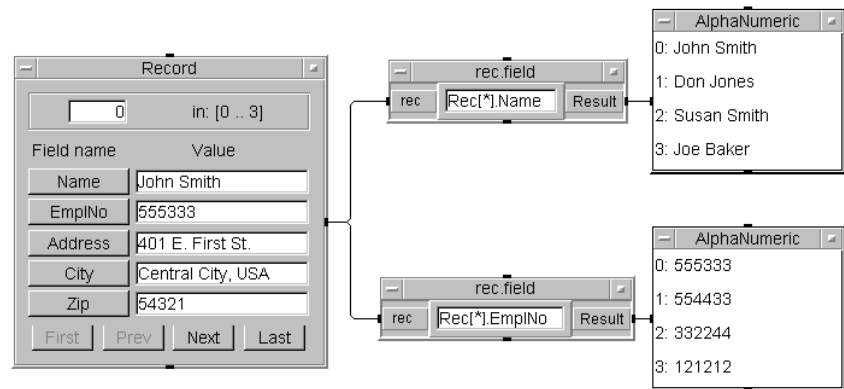 Record
0 in: [0 .. 3]
Field name Value
Name John Smith
EmplNo 555333
Address 401 E. First St.
City Central City, USA
Zip 54321
First Prev Next Last
rec.field
rec Rec[*].Name Result
AlphaNumeric
0: John Smith
1: Don Jones
2: Susan Smith
3: Joe Baker
rec.field
rec Rec[*].EmplNo Result
AlphaNumeric
0: 555333
1: 554433
2: 332244
3: 121212